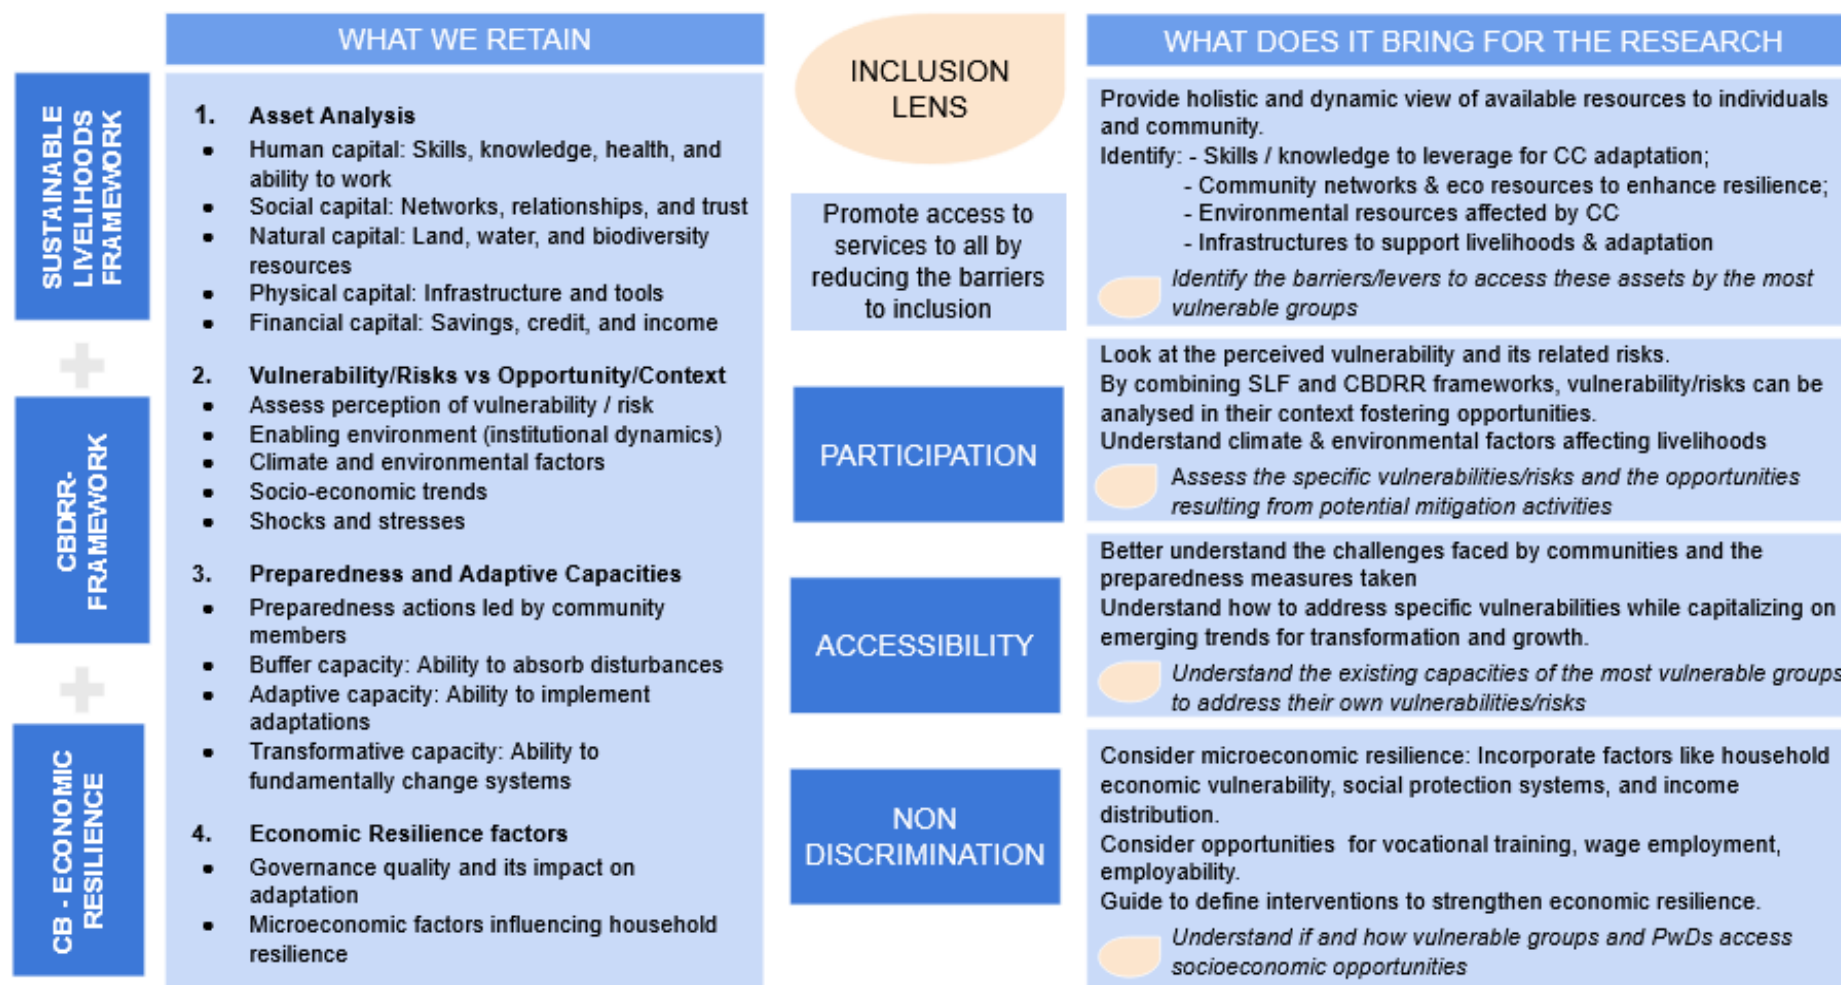 SUSTAINABLE
LIVELIHOODS
FRAMEWORK
CBDRR-
FRAMEWORK
CB - ECONOMIC
RESILIENCE
WHAT WE RETAIN
1. Asset Analysis
• Human capital: Skills, knowledge, health, and
ability to work
• Social capital: Networks, relationships, and trust
• Natural capital: Land, water, and biodiversity
resources
• Physical capital: Infrastructure and tools
• Financial capital: Savings, credit, and income
2. Vulnerability/Risks vs Opportunity/Context
• Assess perception of vulnerability / risk
• Enabling environment (institutional dynamics)
• Climate and environmental factors
• Socio-economic trends
• Shocks and stresses
3. Preparedness and Adaptive Capacities
• Preparedness actions led by community
members
• Buffer capacity: Ability to absorb disturbances
• Adaptive capacity: Ability to implement
adaptations
• Transformative capacity: Ability to
fundamentally change systems
4. Economic Resilience factors
• Governance quality and its impact on
adaptation
• Microeconomic factors influencing household
resilience
INCLUSION
LENS
Promote access to
services to all by
reducing the barriers
to inclusion
PARTICIPATION
ACCESSIBILITY
NON
DISCRIMINATION
WHAT DOES IT BRING FOR THE RESEARCH
Provide holistic and dynamic view of available resources to individuals
and community.
Identify: - Skills / knowledge to leverage for CC adaptation;
- Community networks & eco resources to enhance resilience;
- Environmental resources affected by CC
- Infrastructures to support livelihoods & adaptation
Identify the barriers/levers to access these assets by the most
vulnerable groups
Look at the perceived vulnerability and its related risks.
By combining SLF and CBDRR frameworks, vulnerability/risks can be
analysed in their context fostering opportunities.
Understand climate & environmental factors affecting livelihoods
Assess the specific vulnerabilities/risks and the opportunities
resulting from potential mitigation activities
Better understand the challenges faced by communities and the
preparedness measures taken
Understand how to address specific vulnerabilities while capitalizing on
emerging trends for transformation and growth.
Understand the existing capacities of the most vulnerable groups
to address their own vulnerabilities/risks
Consider microeconomic resilience: Incorporate factors like household
economic vulnerability, social protection systems, and income
distribution.
Consider opportunities for vocational training, wage employment,
employability.
Guide to define interventions to strengthen economic resilience.
Understand if and how vulnerable groups and PwDs access
socioeconomic opportunities